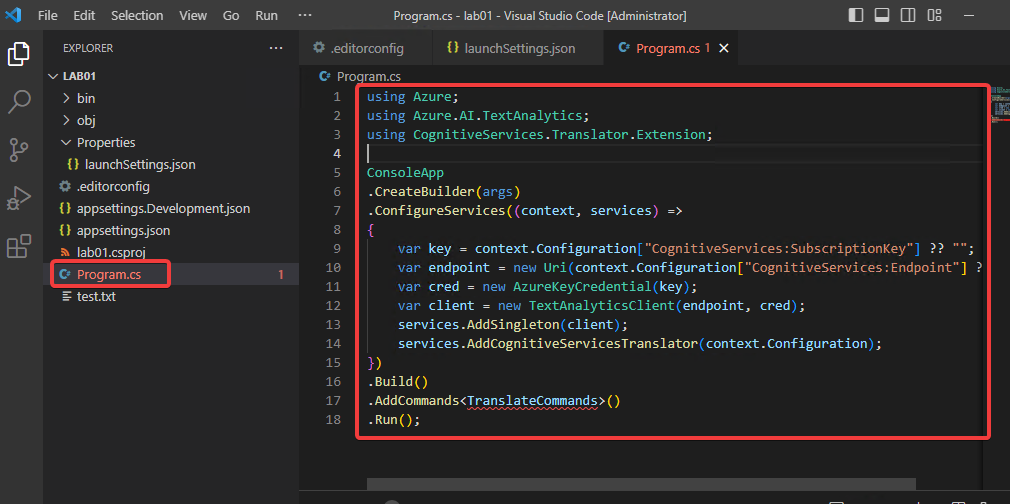 File Edit Selection View Go Run ··· Program.cs - lab01 - Visual Studio Code [Administrator]
EXPLORER ···
.editorconfig {} launchSettings.json C# Program.cs 1
C# Program.cs
LAB01
bin
obj
Properties
{} launchSettings.json
.editorconfig
{} appsettings.Development.json
{} appsettings.json
lab01.csproj
C# Program.cs 1
test.txt
1 using Azure;
2 using Azure.AI.TextAnalytics;
3 using CognitiveServices.Translator.Extension;
4
5 ConsoleApp
6 .CreateBuilder(args)
7 .ConfigureServices((context, services) =>
8 {
9 var key = context.Configuration["CognitiveServices:SubscriptionKey"] ?? "";
10 var endpoint = new Uri(context.Configuration["CognitiveServices:Endpoint"] ?
11 var cred = new AzureKeyCredential(key);
12 var client = new TextAnalyticsClient(endpoint, cred);
13 services.AddSingleton(client);
14 services.AddCognitiveServicesTranslator(context.Configuration);
15 })
16 .Build()
17 .AddCommands<TranslateCommands>()
18 .Run();